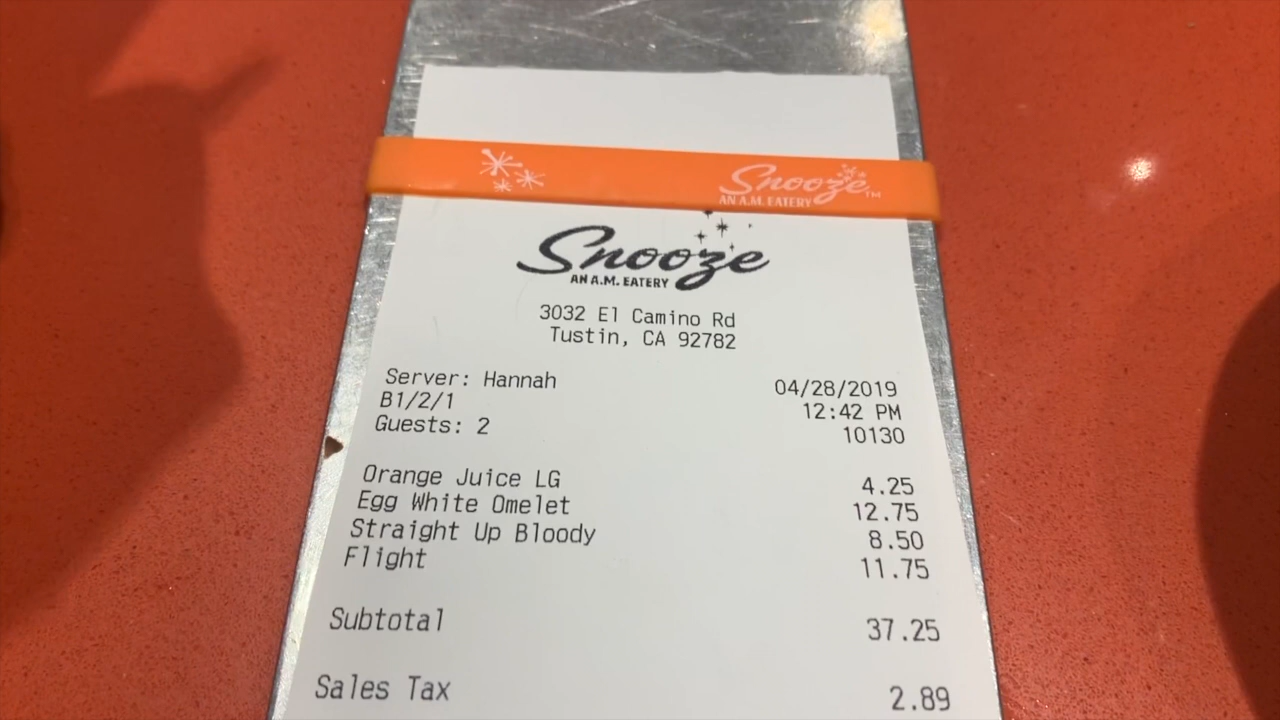 Snooze™
AN A.M. EATERY
Snooze
AN A.M. EATERY
3032 El Camino Rd
Tustin, CA 92782
Server: Hannah 04/28/2019
B1/2/1 12:42 PM
Guests: 2 10130
Orange Juice LG 4.25
Egg White Omelet 12.75
Straight Up Bloody 8.50
Flight 11.75
Subtotal 37.25
Sales Tax 2.89